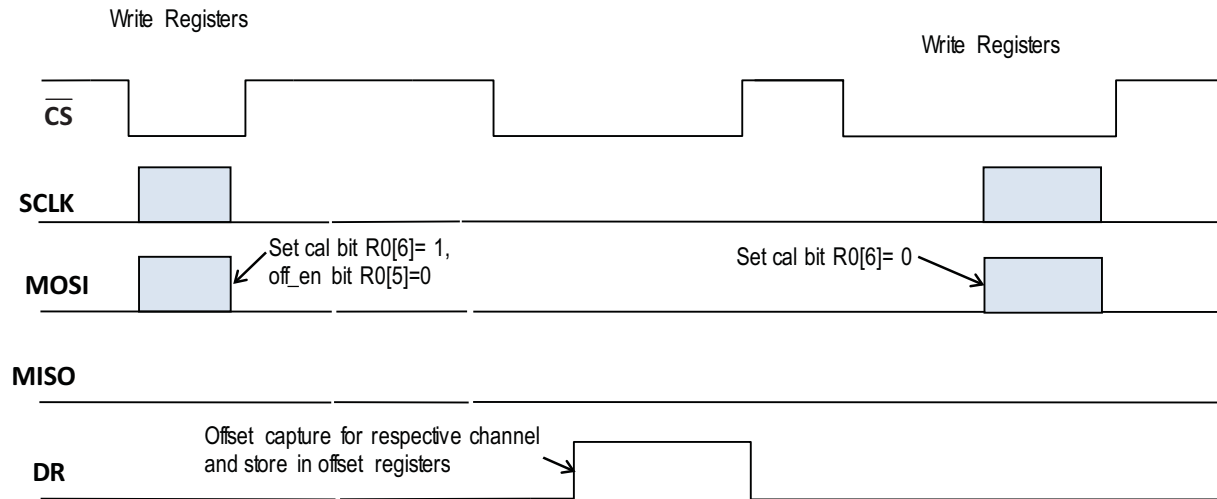 Write Registers
Write Registers
CS
SCLK
Set cal bit R0[6]= 1,
off_en bit R0[5]=0
Set cal bit R0[6]= 0
MOSI
MISO
Offset capture for respective channel
and store in offset registers
DR